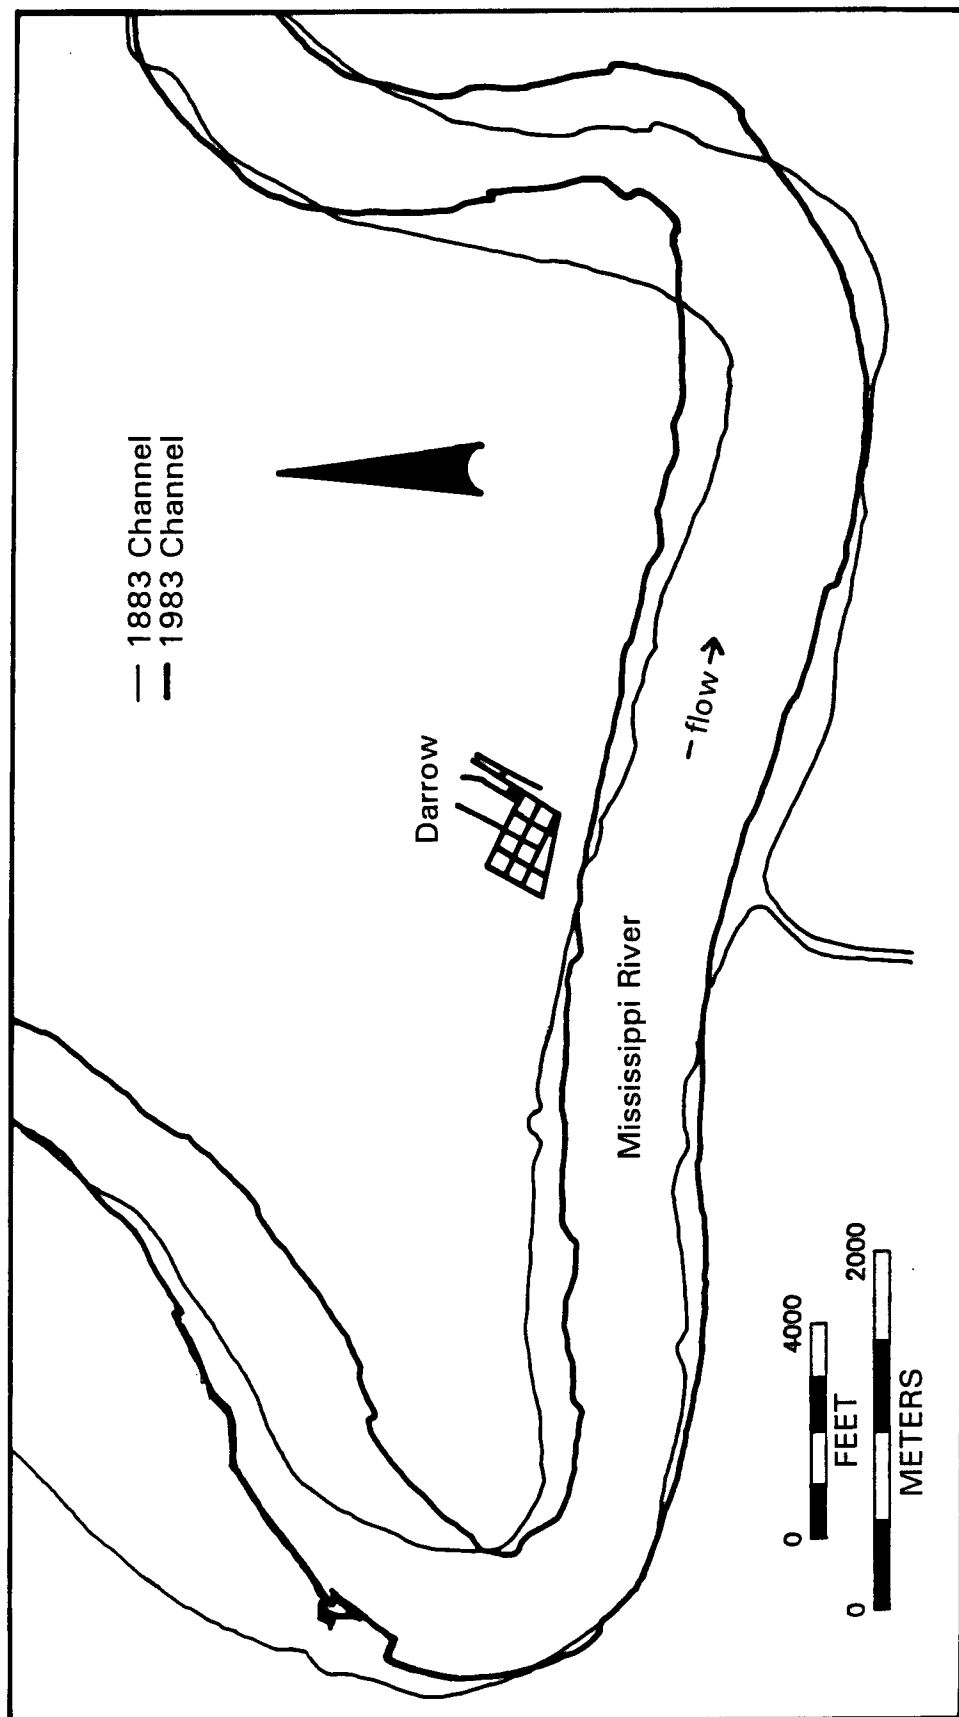 1883 Channel
1983 Channel
Darrow
flow
Mississippi River
0 4000
FEET
0 2000
METERS